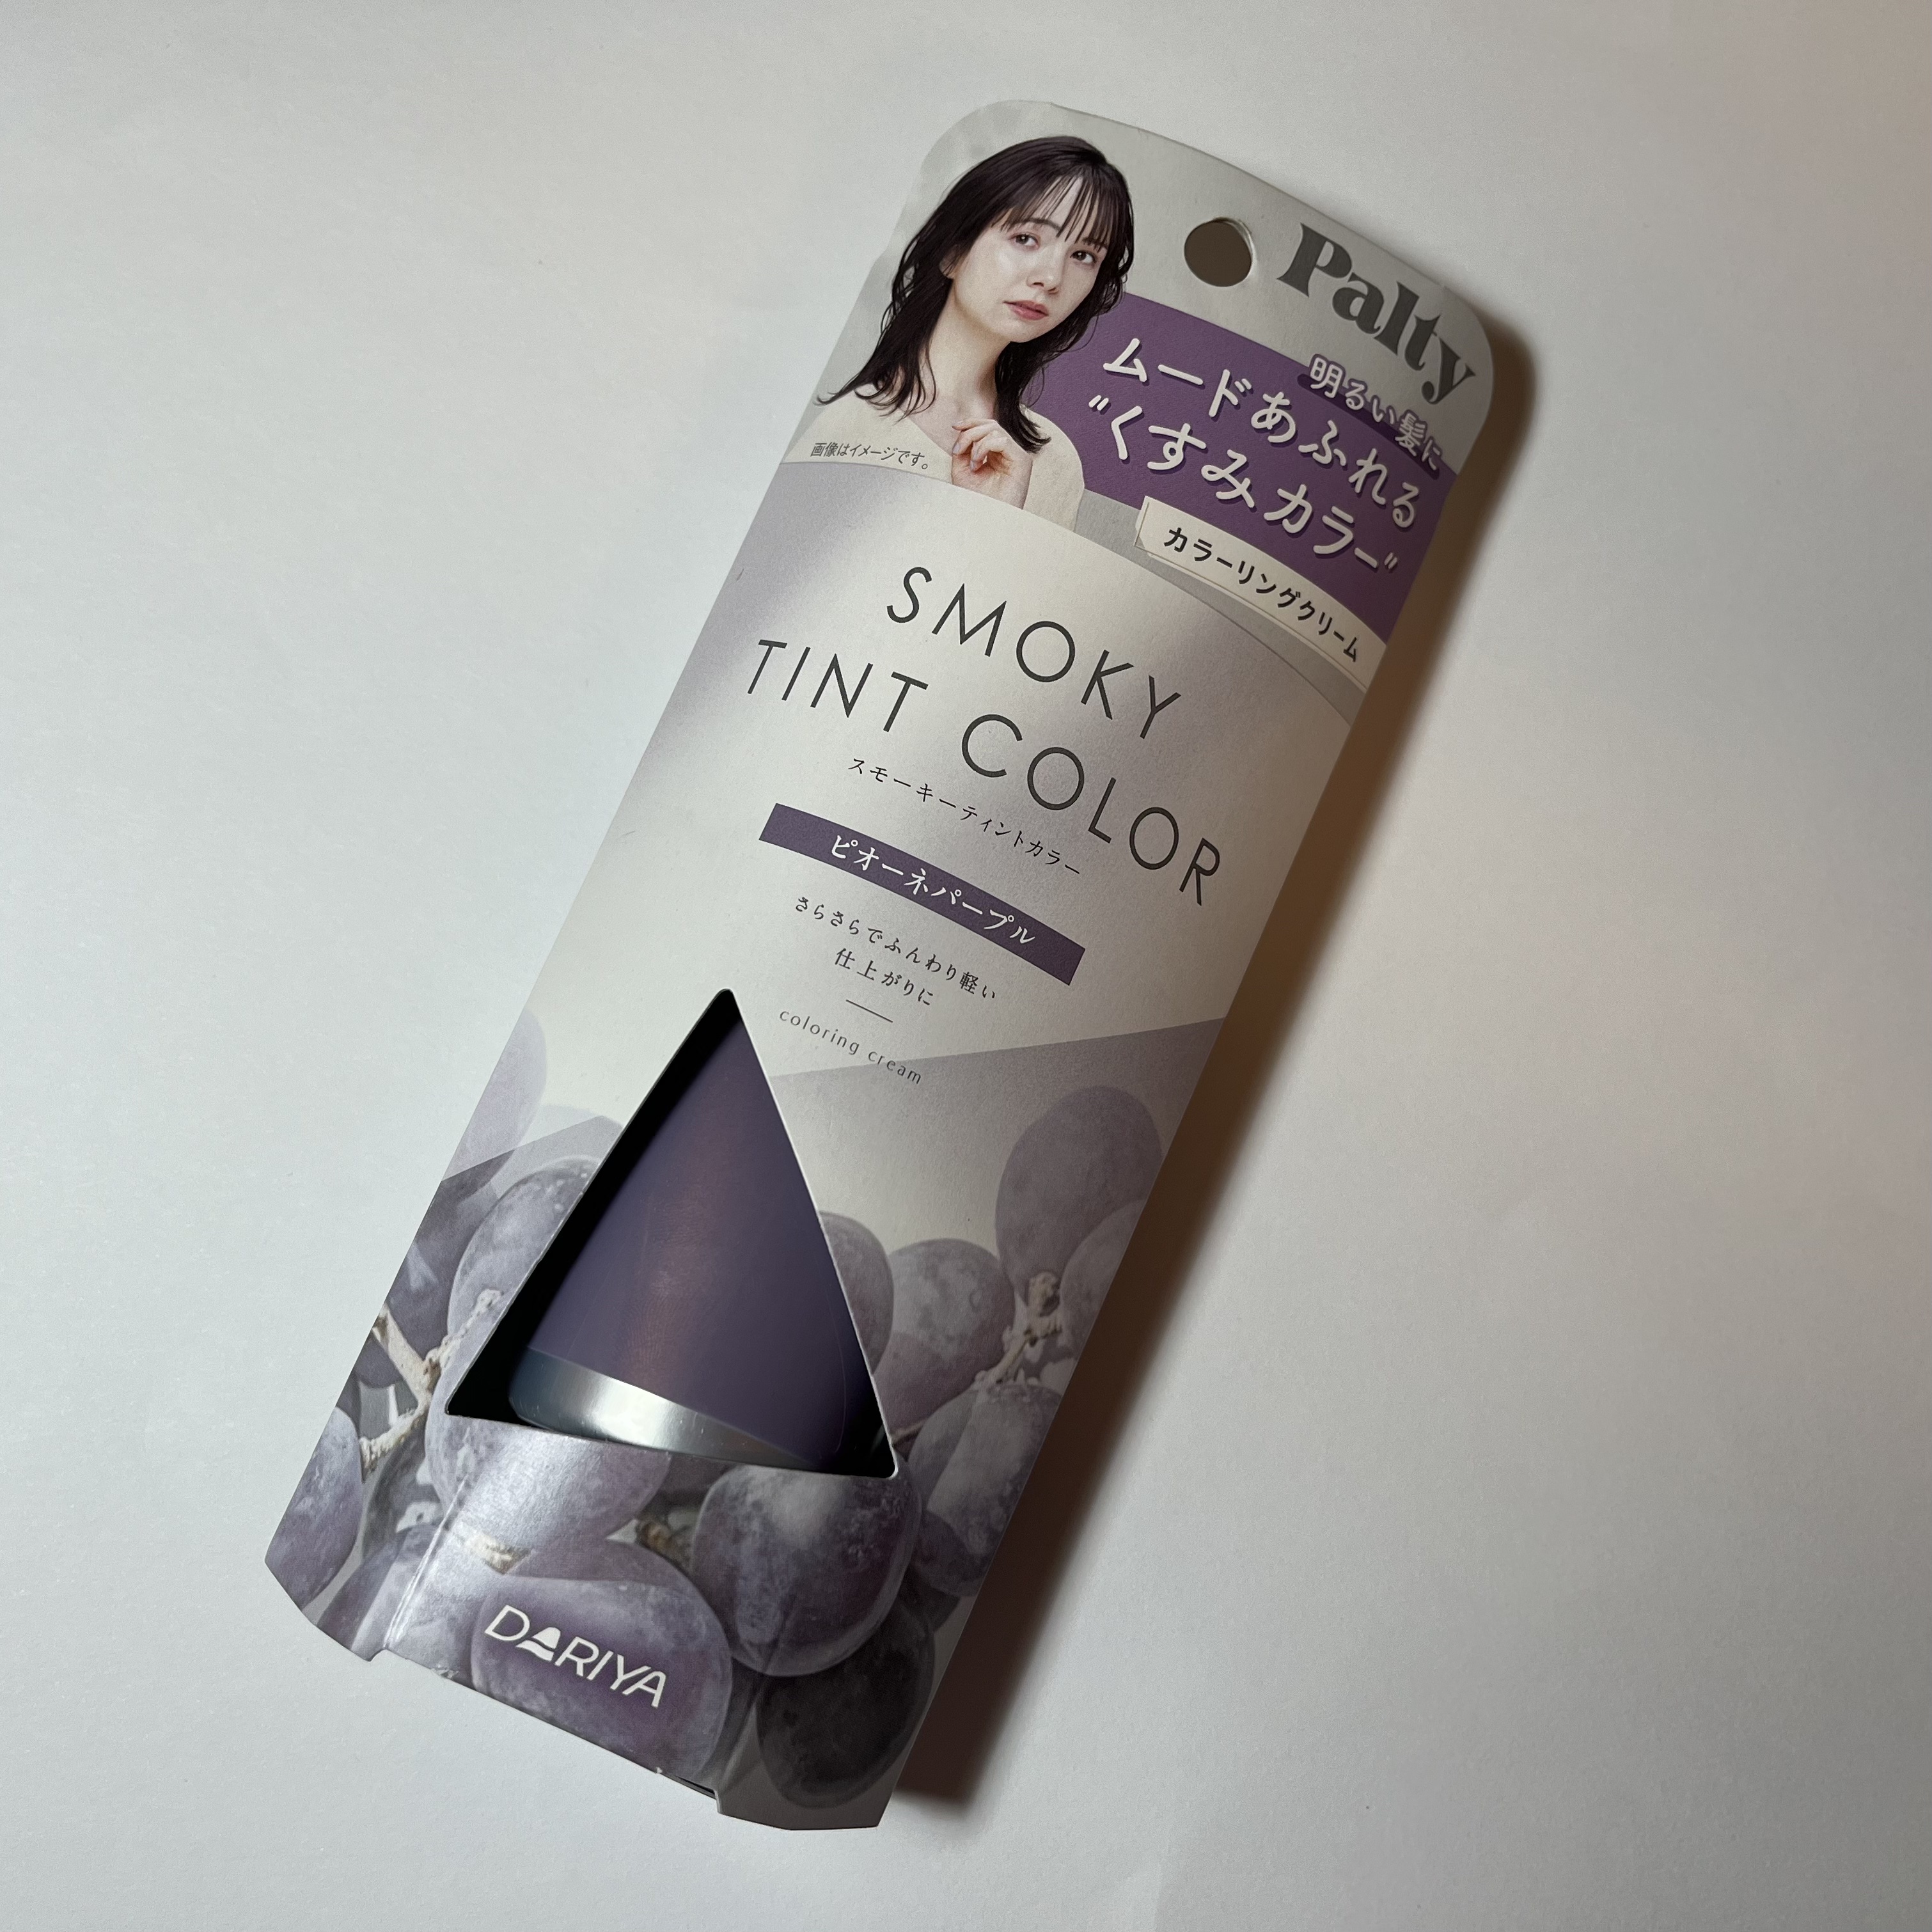 Palty
明るい髪に
ムードあふれる
"くすみカラー"
カラーリングクリーム
画像はイメージです。
SMOKY
TINT COLOR
スモーキーティントカラー
ピオーネパープル
さらさらでふんわり軽い
仕上がりに
coloring cream
DARIYA